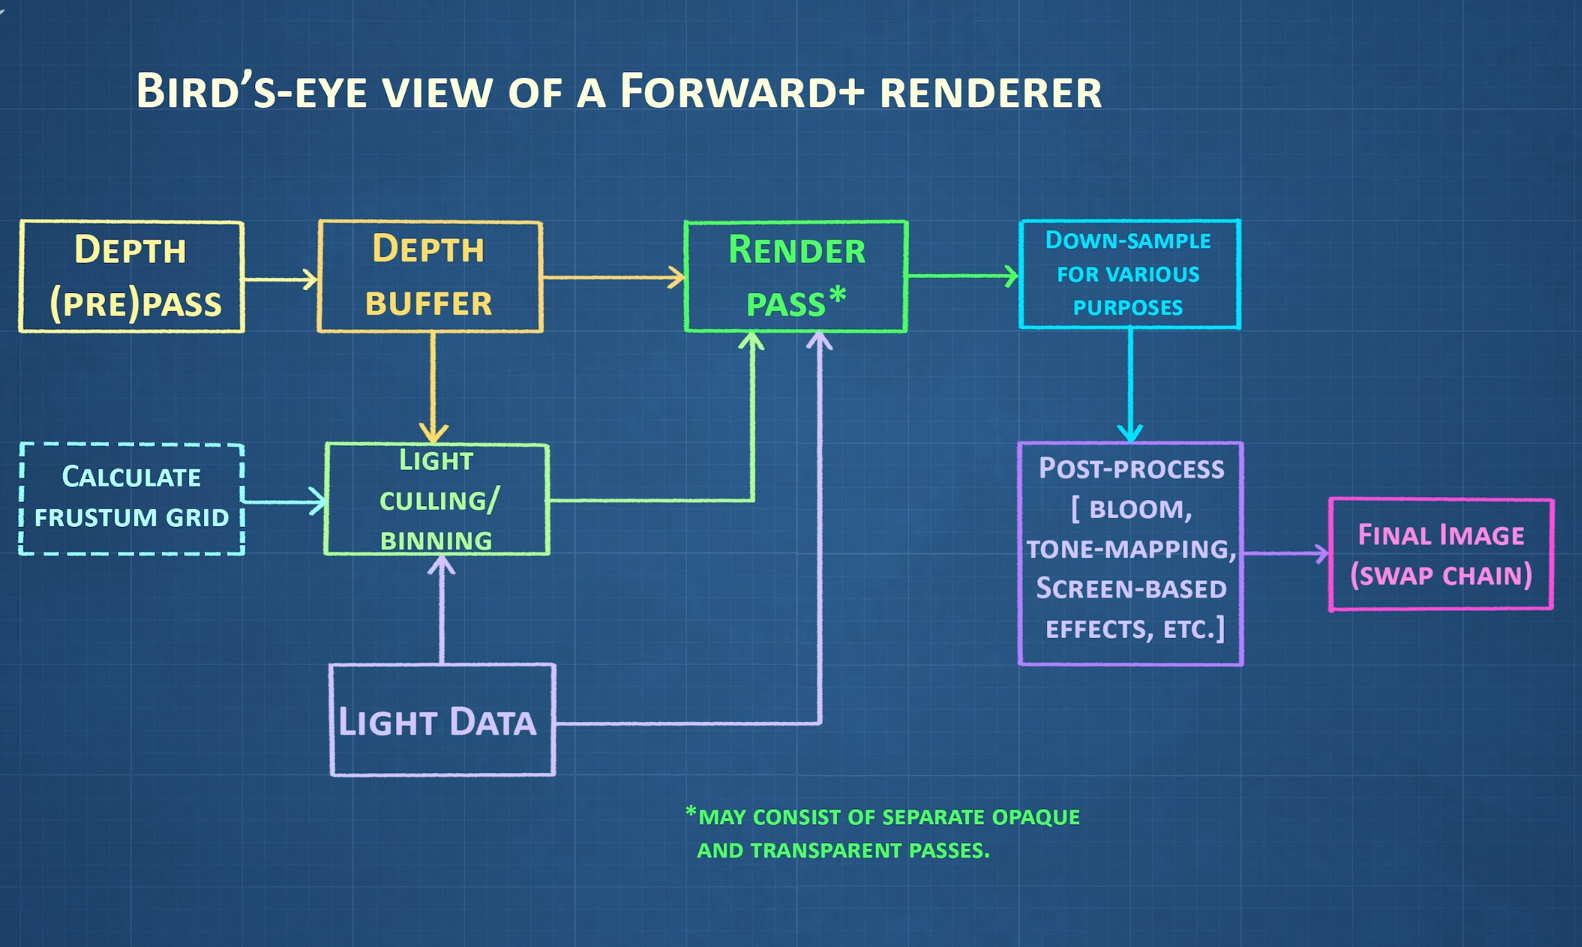 Bird's-eye view of a Forward+ renderer
Depth
(pre)pass
Depth
buffer
Render
pass*
Down-sample
for various
purposes
Calculate
frustum grid
Light
culling/
binning
Post-process
[ bloom,
tone-mapping,
Screen-based
effects, etc.]
Final Image
(swap chain)
Light Data
*may consist of separate opaque
and transparent passes.